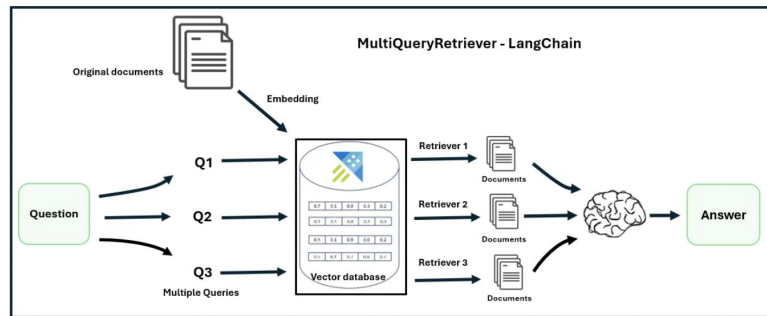 MultiQueryRetriever - LangChain
Original documents
Embedding
Question
Q1
Q2
Q3
Multiple Queries
Vector database
Retriever 1
Documents
Retriever 2
Documents
Retriever 3
Documents
Answer